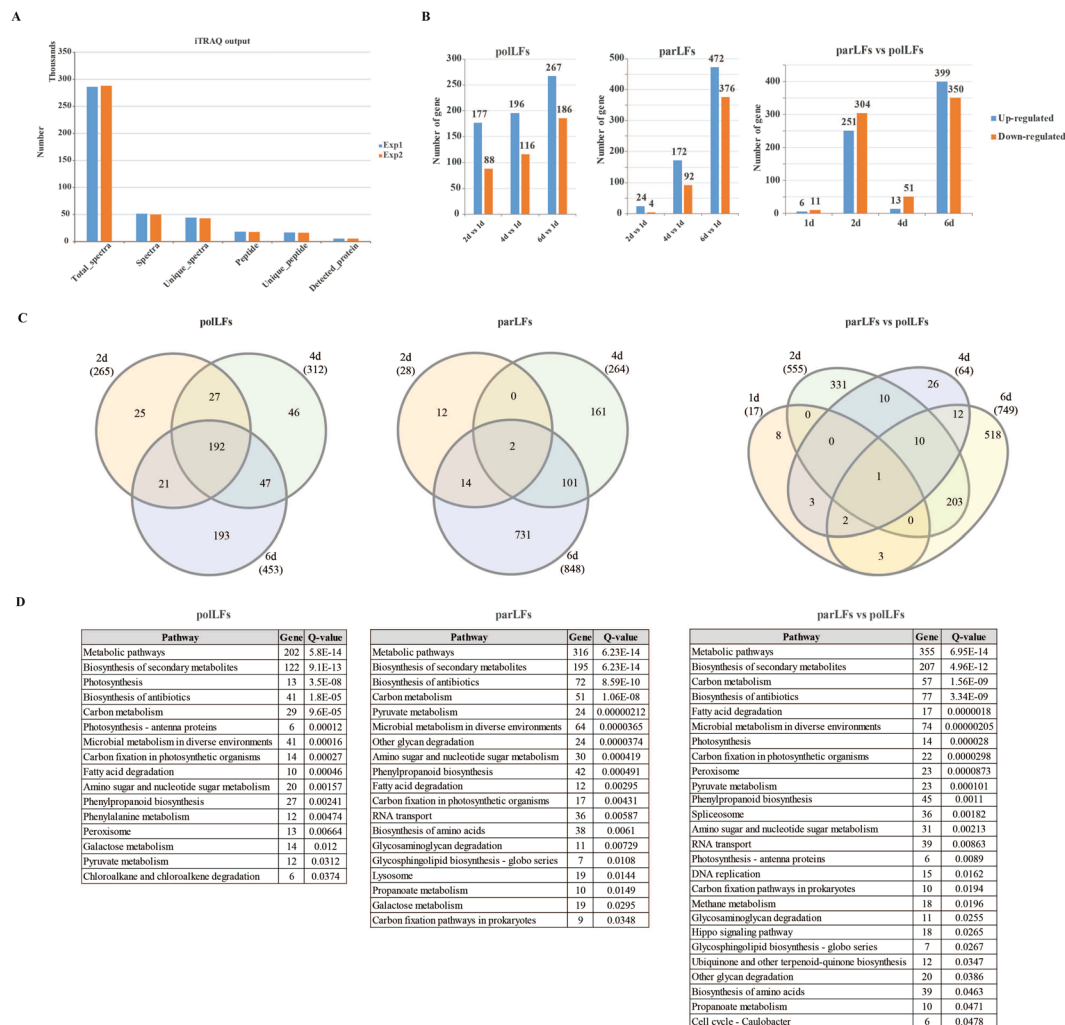 A
iTRAQ output
Thousands
Number
350
300
250
200
150
100
50
0
Total_spectra
Spectra
Unique_spectra
Peptide
Unique_peptide
Detected_protein
Exp1
Exp2
B
polLFs
Number of gene
300
250
200
150
100
50
0
177
88
196
116
267
186
2d vs 1d
4d vs 1d
6d vs 1d
parLFs
Number of gene
500
400
300
200
100
0
24
4
172
92
472
376
2d vs 1d
4d vs 1d
6d vs 1d
parLFs vs polLFs
Number of gene
400
300
200
100
0
6
11
251
304
13
51
399
350
1d
2d
4d
6d
Up-regulated
Down-regulated
C
polLFs
2d
(265)
4d
(312)
25
27
46
192
21
47
193
6d
(453)
parLFs
2d
(28)
4d
(264)
12
0
161
2
14
101
731
6d
(848)
parLFs vs polLFs
2d
(555)
4d
(64)
1d
(17)
6d
(749)
331
10
26
8
0
12
518
0
10
1
3
203
2
0
3
D
polLFs
Pathway Gene Q-value
Metabolic pathways 202 5.8E-14
Biosynthesis of secondary metabolites 122 9.1E-13
Photosynthesis 13 3.5E-08
Biosynthesis of antibiotics 41 1.8E-05
Carbon metabolism 29 9.6E-05
Photosynthesis - antenna proteins 6 0.00012
Microbial metabolism in diverse environments 41 0.00016
Carbon fixation in photosynthetic organisms 14 0.00027
Fatty acid degradation 10 0.00046
Amino sugar and nucleotide sugar metabolism 20 0.00157
Phenylpropanoid biosynthesis 27 0.00241
Phenylalanine metabolism 12 0.00474
Peroxisome 13 0.00664
Galactose metabolism 14 0.012
Pyruvate metabolism 12 0.0312
Chloroalkane and chloroalkene degradation 6 0.0374
parLFs
Pathway Gene Q-value
Metabolic pathways 316 6.23E-14
Biosynthesis of secondary metabolites 195 6.23E-14
Biosynthesis of antibiotics 72 8.59E-10
Carbon metabolism 51 1.06E-08
Pyruvate metabolism 24 0.00000212
Microbial metabolism in diverse environments 64 0.0000365
Other glycan degradation 24 0.0000374
Amino sugar and nucleotide sugar metabolism 30 0.000419
Phenylpropanoid biosynthesis 42 0.000491
Fatty acid degradation 12 0.00295
Carbon fixation in photosynthetic organisms 17 0.00431
RNA transport 36 0.00587
Biosynthesis of amino acids 38 0.0061
Glycosaminoglycan degradation 11 0.00729
Glycosphingolipid biosynthesis - globo series 7 0.0108
Lysosome 19 0.0144
Propanoate metabolism 10 0.0149
Galactose metabolism 19 0.0295
Carbon fixation pathways in prokaryotes 9 0.0348
parLFs vs polLFs
Pathway Gene Q-value
Metabolic pathways 355 6.95E-14
Biosynthesis of secondary metabolites 207 4.96E-12
Carbon metabolism 57 1.56E-09
Biosynthesis of antibiotics 77 3.34E-09
Fatty acid degradation 17 0.0000018
Microbial metabolism in diverse environments 74 0.00000205
Photosynthesis 14 0.000028
Carbon fixation in photosynthetic organisms 22 0.0000298
Peroxisome 23 0.0000873
Pyruvate metabolism 23 0.000101
Phenylpropanoid biosynthesis 45 0.0011
Spliceosome 36 0.00182
Amino sugar and nucleotide sugar metabolism 31 0.00213
RNA transport 39 0.00863
Photosynthesis - antenna proteins 6 0.0089
DNA replication 15 0.0162
Carbon fixation pathways in prokaryotes 10 0.0194
Methane metabolism 18 0.0196
Glycosaminoglycan degradation 11 0.0255
Hippo signaling pathway 18 0.0265
Glycosphingolipid biosynthesis - globo series 7 0.0267
Ubiquinone and other terpenoid-quinone biosynthesis 12 0.0347
Other glycan degradation 20 0.0386
Biosynthesis of amino acids 39 0.0463
Propanoate metabolism 10 0.0471
Cell cycle - Caulobacter 6 0.0478